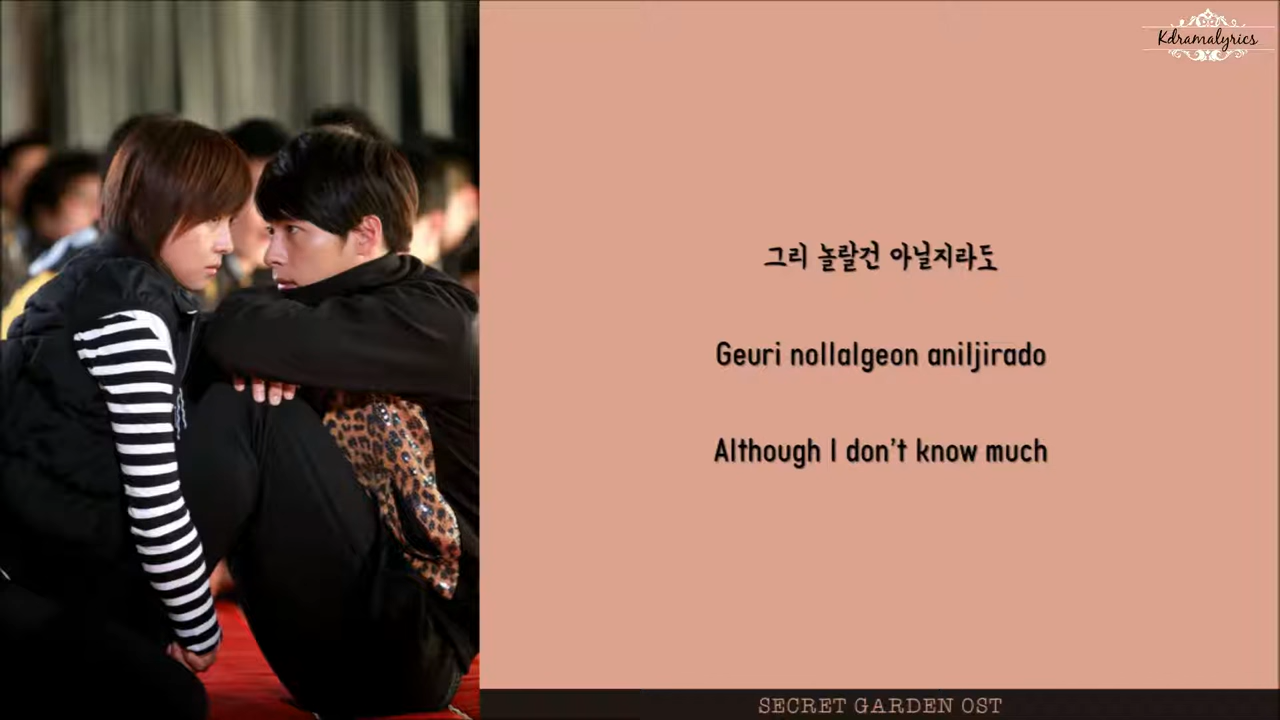 Kdramalyrics
그리 놀랄건 아닐지라도
Geuri nollalgeon aniljirado
Although I don't know much
SECRET GARDEN OST